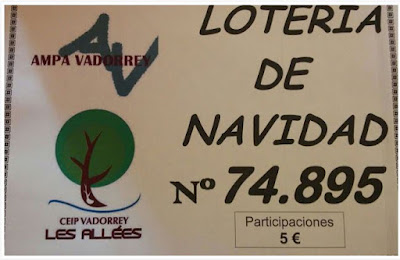 AV
AMPA VADORREY
LOTERIA
DE
NAVIDAD
Nº 74.895
CEIP VADORREY
LES ALLÉES
Participaciones
5 €